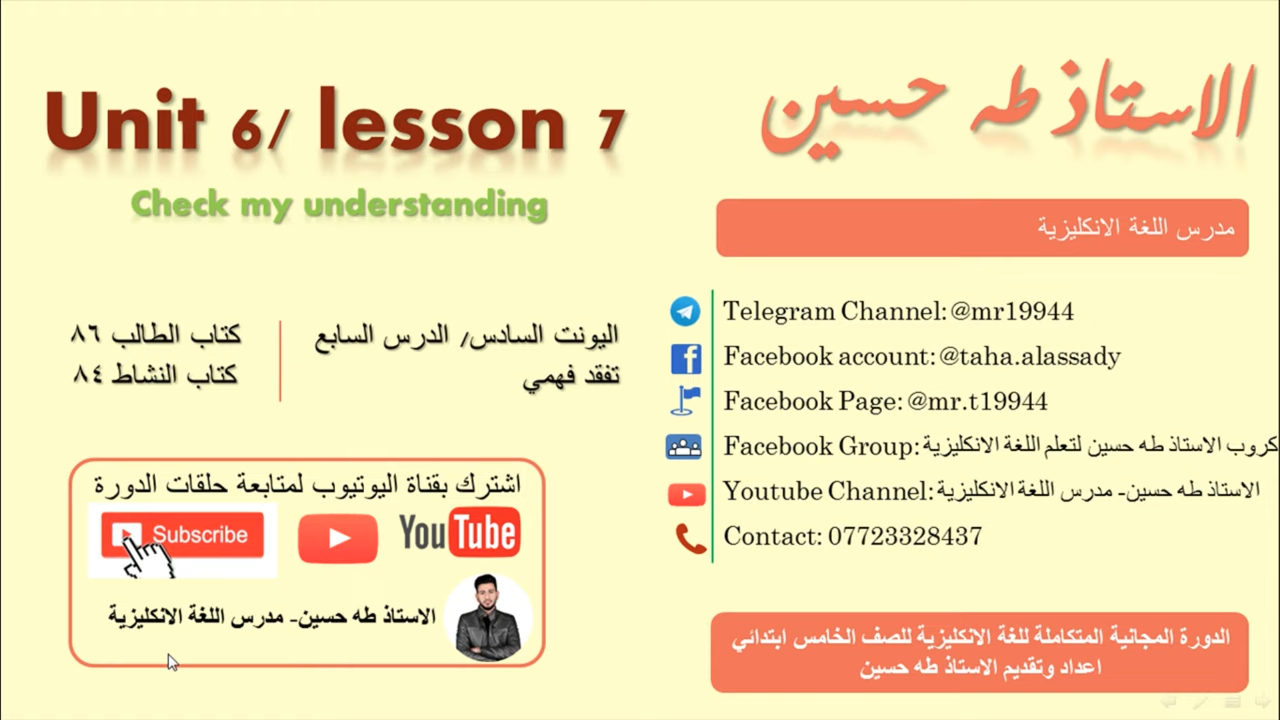 Unit 6/ lesson 7
Check my understanding
اليونت السادس/ الدرس السابع
تفقد فهمي
كتاب الطالب ٨٦
كتاب النشاط ٨٤
اشترك بقناة اليوتيوب لمتابعة حلقات الدورة
Subscribe
YouTube
الاستاذ طه حسين- مدرس اللغة الانكليزية
الاستاذ طه حسين
مدرس اللغة الانكليزية
Telegram Channel: @mr19944
Facebook account: @taha.alassady
Facebook Page: @mr.t19944
Facebook Group: كروب الاستاذ طه حسين لتعلم اللغة الانكليزية
Youtube Channel: الاستاذ طه حسين- مدرس اللغة الانكليزية
Contact: 07723328437
الدورة المجانية المتكاملة للغة الانكليزية للصف الخامس ابتدائي
اعداد وتقديم الاستاذ طه حسين